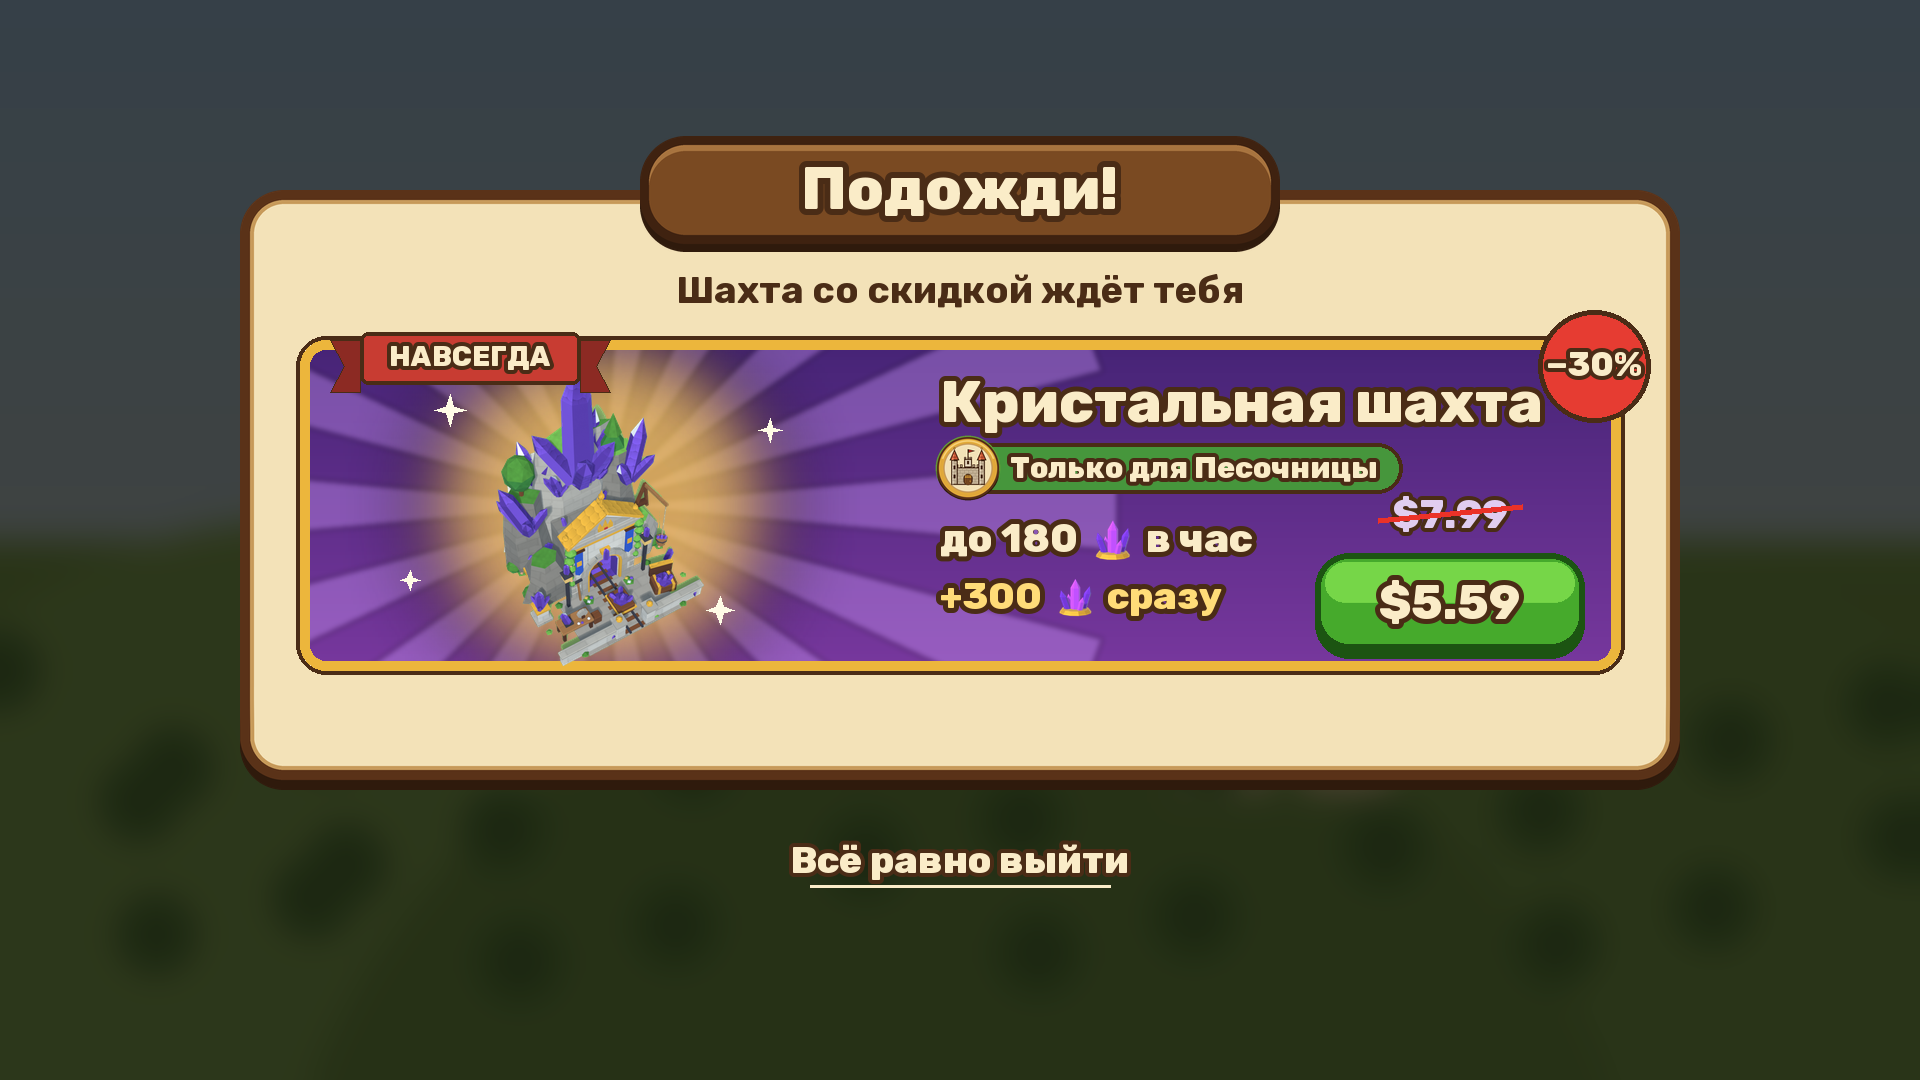 Подожди!
Шахта со скидкой ждёт тебя
НАВСЕГДА
–30%
Кристальная шахта
Только для Песочницы
$7.99
до 180 в час
+300 сразу
$5.59
Всё равно выйти